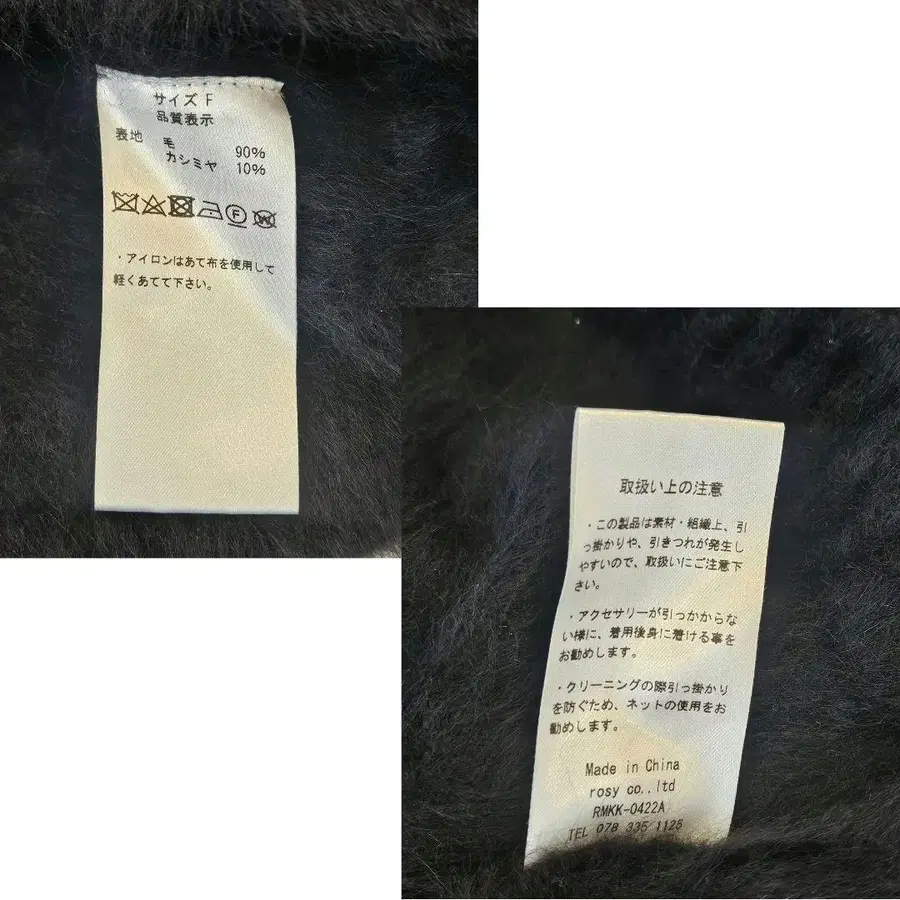 サイズ F
品質表示
表地 毛 90%
カシミヤ 10%
F W
・アイロンはあて布を使用して
軽くあてて下さい。
取扱い上の注意
・この製品は素材・組織上、引
っ掛かりや、引きつれが発生し
やすいので、取扱いにご注意下
さい。
・アクセサリーが引っかからな
い様に、着用後身に着ける事を
お勧めします。
・クリーニングの際引っ掛かり
を防ぐため、ネットの使用をお
勧めします。
Made in China
rosy co.,ltd
RMKK-0422A
TEL 078 335 1125